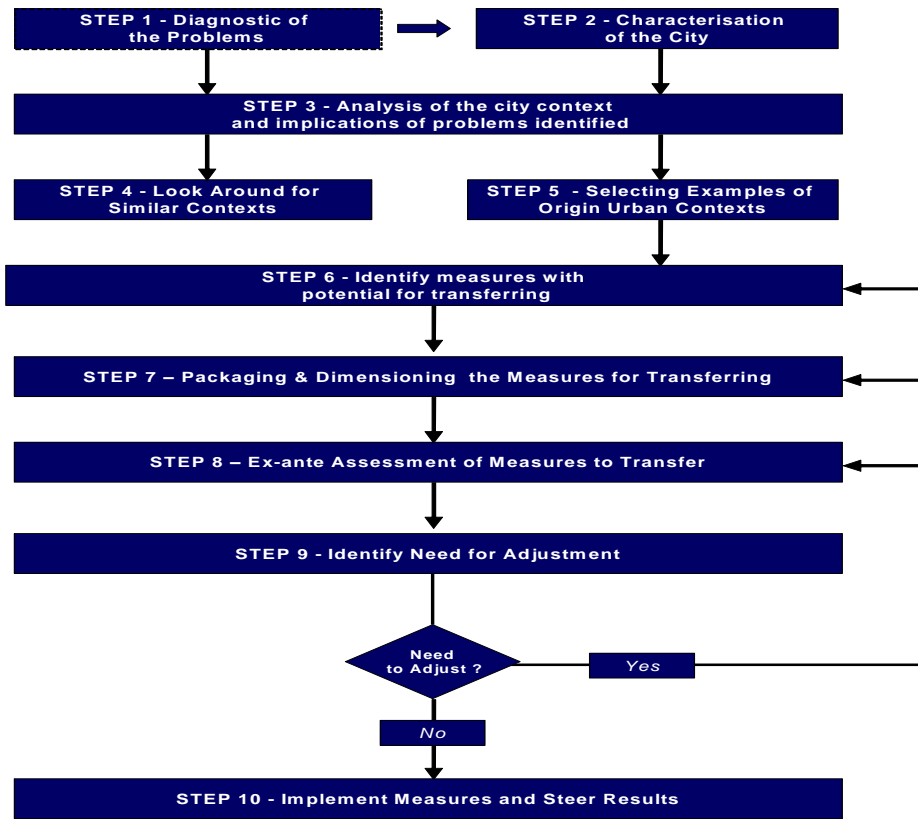 STEP 1 - Diagnostic of
the Problems
STEP 2 - Characterisation
of the City
STEP 3 - Analysis of the city context
and implications of problems identified
STEP 4 - Look Around for
Similar Contexts
STEP 5 - Selecting Examples of
Origin Urban Contexts
STEP 6 - Identify measures with
potential for transferring
STEP 7 – Packaging & Dimensioning the Measures for Transferring
STEP 8 – Ex-ante Assessment of Measures to Transfer
STEP 9 - Identify Need for Adjustment
Need
to Adjust ?
Yes
No
STEP 10 - Implement Measures and Steer Results